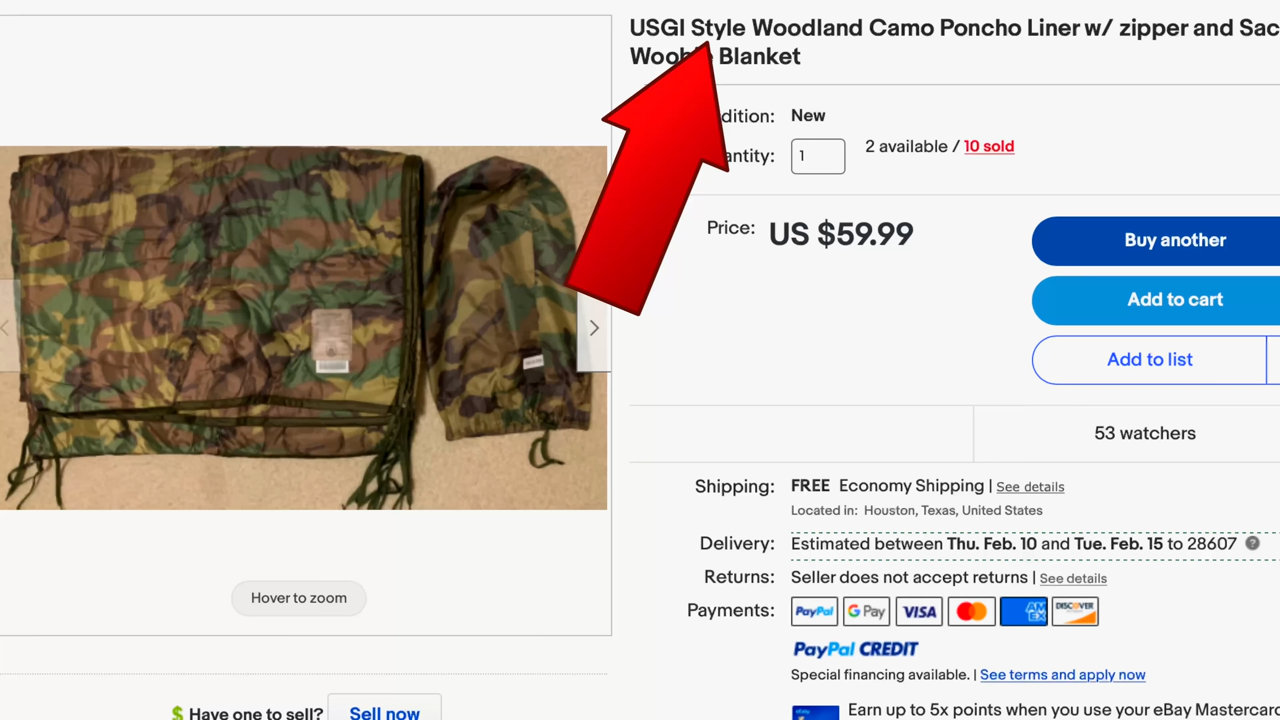 USGI Style Woodland Camo Poncho Liner w/ zipper and Sac
Blanket
New
1
2 available / 10 sold
Price: US $59.99
Buy another
Add to cart
Add to list
53 watchers
Shipping: FREE Economy Shipping | See details
Located in: Houston, Texas, United States
Delivery: Estimated between Thu. Feb. 10 and Tue. Feb. 15 to 28607 ?
Returns: Seller does not accept returns | See details
Payments: PayPal G Pay VISA AM EX DISCOVER
PayPal CREDIT
Special financing available. | See terms and apply now
Earn up to 5x points when you use your eBay Mastercard
Hover to zoom
$ Have one to sell? Sell now